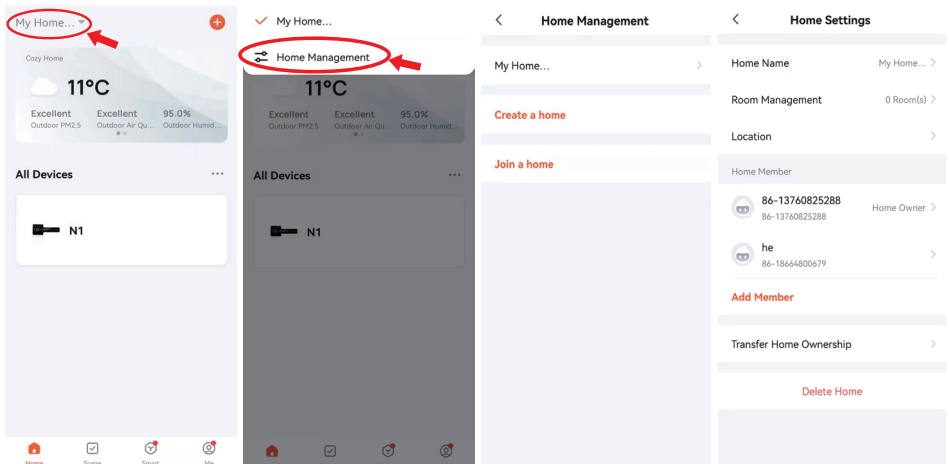 My Home...
Cozy Home
11°C
Excellent Excellent 95.0%
Outdoor PM2.5 Outdoor Air Qu... Outdoor Humid...
All Devices
N1
Home Scene Smart Me
My Home...
Home Management
11°C
Excellent Excellent 95.0%
Outdoor PM2.5 Outdoor Air Qu... Outdoor Humid...
All Devices
N1
Home Management
My Home...
Create a home
Join a home
Home Settings
Home Name My Home...
Room Management 0 Room(s)
Location
Home Member
86-13760825288
Home Owner
86-13760825288
he
86-18664800679
Add Member
Transfer Home Ownership
Delete Home